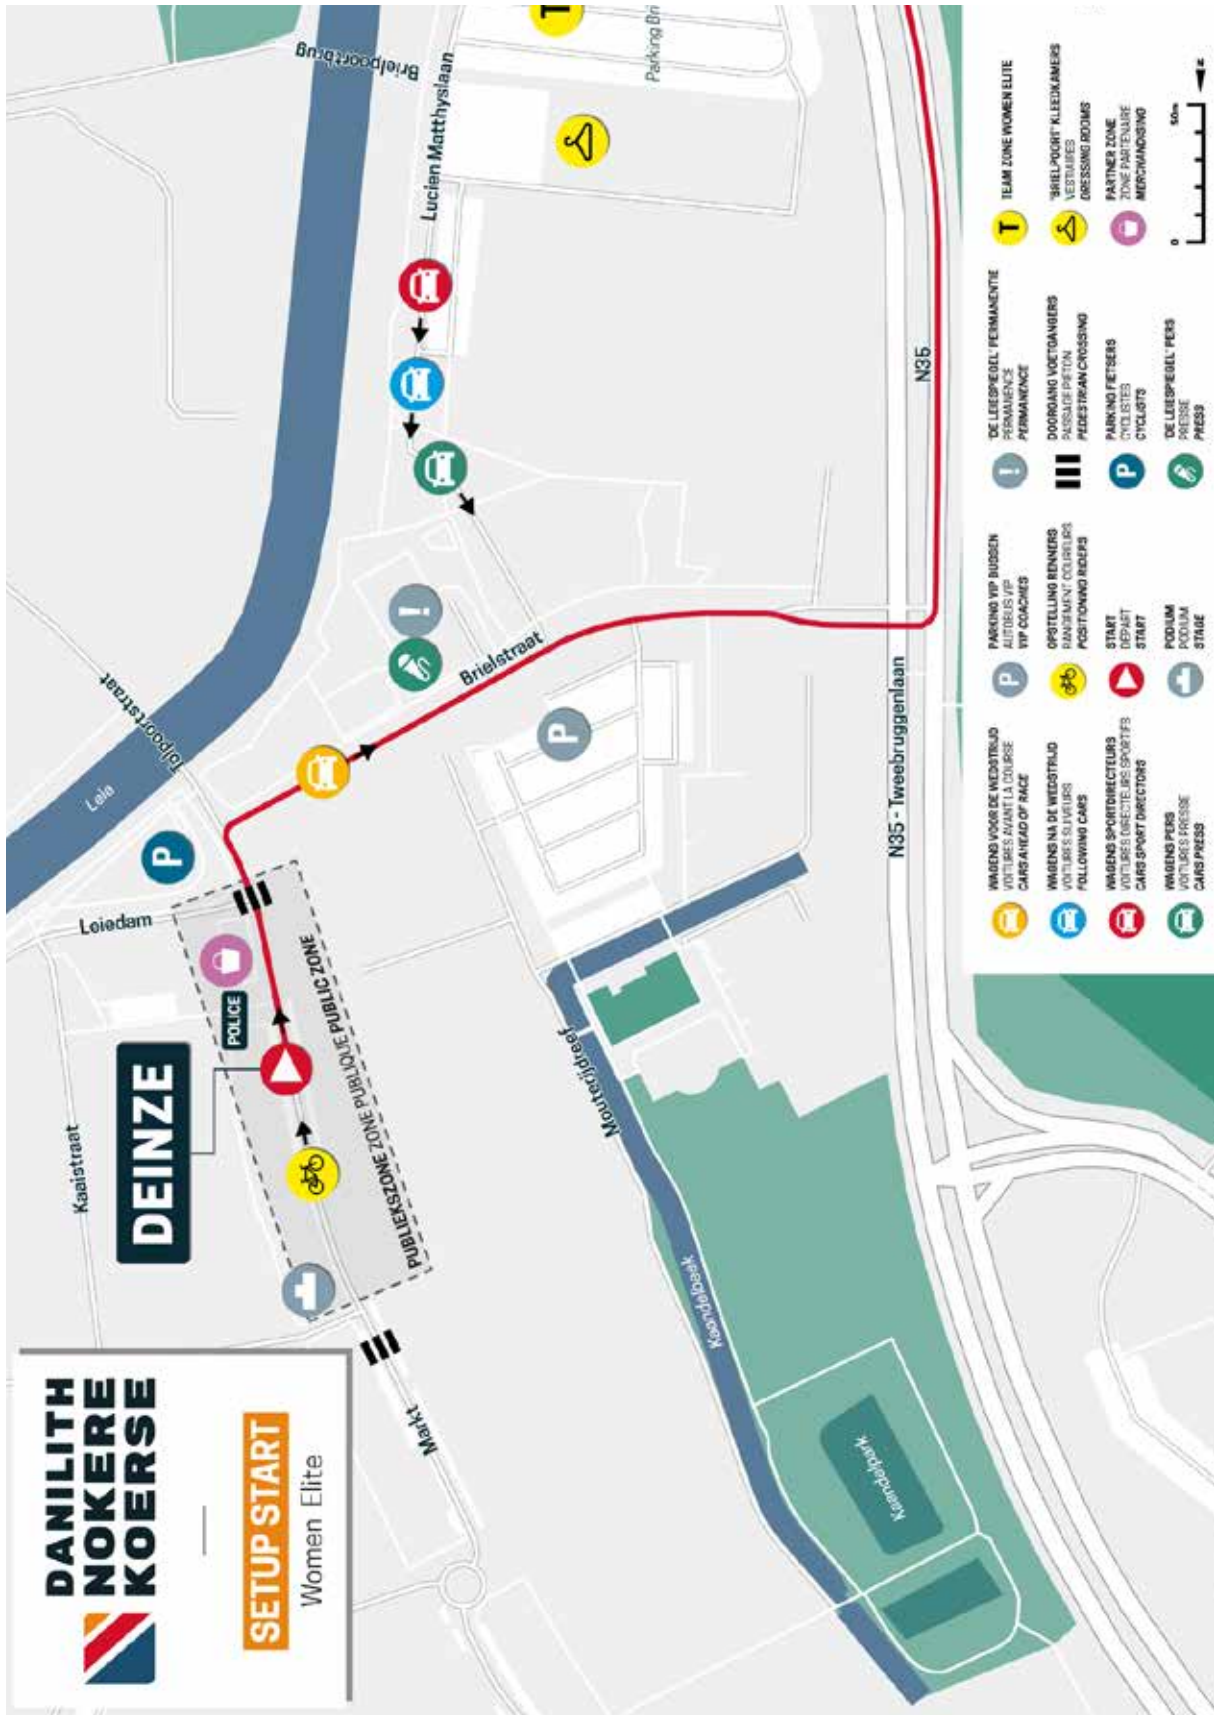 DANILITH
NOKERE
KOERSE
SETUP START
Women Elite
DEINZE
POLICE
PUBLIEKSZONE ZONE PUBLIQUE PUBLIC ZONE
Kaaistraat
Leiedam
Leie
Tolpoortstraat
Brielpoortbrug
Lucien Matthyslaan
Parking Bri
T
Markt
P
Brielstraat
P
Mouterijdreef
Kaandelbeek
Kaandelpark
N35 - Tweebruggenlaan
N35
WAGENS VOOR DE WEDSTRIJD
VOITURES AVANT LA COURSE
CARS AHEAD OF RACE
WAGENS NA DE WEDSTRIJD
VOITURES SUIVEURS
FOLLOWING CARS
WAGENS SPORTDIRECTEURS
VOITURES DIRECTEURS SPORTIFS
CARS SPORT DIRECTORS
WAGENS PERS
VOITURES PRESSE
CARS PRESS
P
PARKING VIP BUSSEN
AUTOBUS VIP
VIP COACHES
OPSTELLING RENNERS
RANGEMENT COUREURS
POSITIONING RIDERS
START
DÉPART
START
PODIUM
PODIUM
STAGE
'DE LEIESPIEGEL' PERMANENTIE
PERMANENCE
PERMANENCE
DOORGANG VOETGANGERS
PASSAGE PIÉTON
PEDESTRIAN CROSSING
P
PARKING FIETSERS
CYCLISTES
CYCLISTS
'DE LEIESPIEGEL' PERS
PRESSE
PRESS
T
TEAM ZONE WOMEN ELITE
'BRIELPOORT' KLEEDKAMERS
VESTIAIRES
DRESSING ROOMS
PARTNER ZONE
ZONE PARTENAIRE
MERCHANDISING
0
50m
N